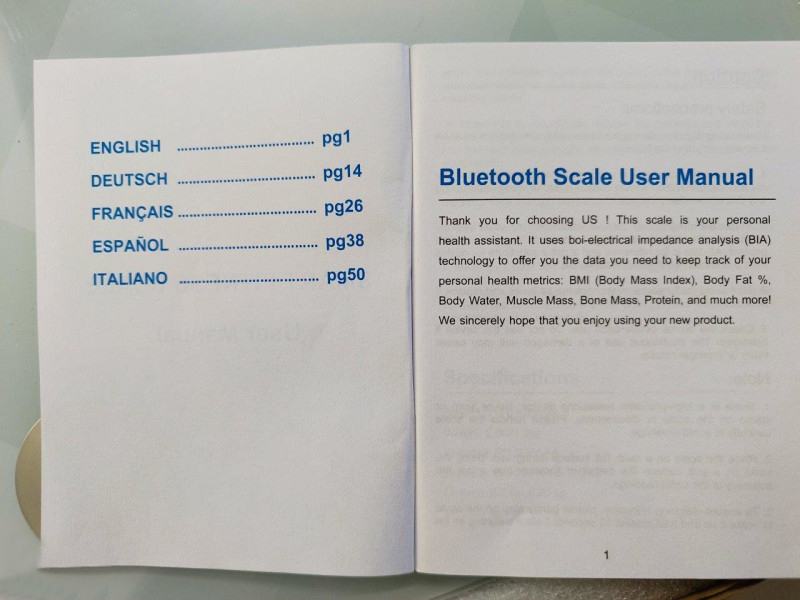 ENGLISH ........................................ pg1
DEUTSCH ........................................ pg14
FRANÇAIS ........................................ pg26
ESPAÑOL ........................................ pg38
ITALIANO ........................................ pg50
Bluetooth Scale User Manual
Thank you for choosing US ! This scale is your personal
health assistant. It uses boi-electrical impedance analysis (BIA)
technology to offer you the data you need to keep track of your
personal health metrics: BMI (Body Mass Index), Body Fat %,
Body Water, Muscle Mass, Bone Mass, Protein, and much more!
We sincerely hope that you enjoy using your new product.
Specifications
1